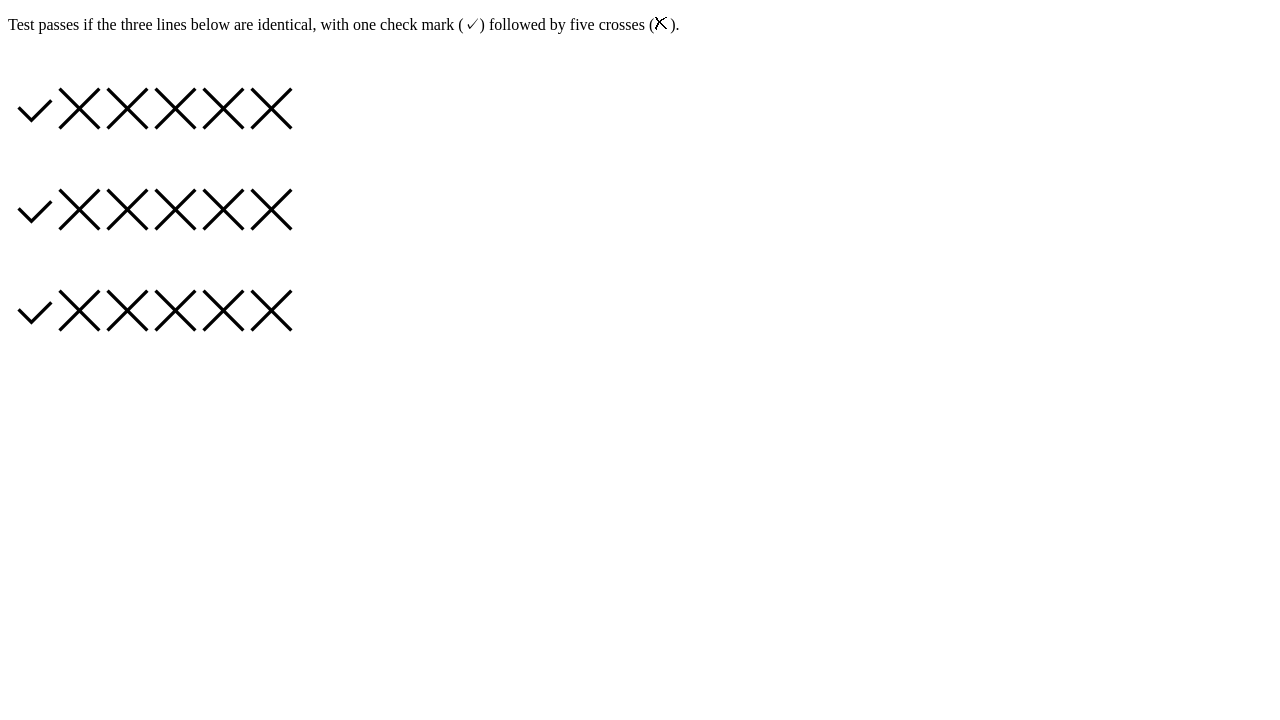 Test passes if the three lines below are identical, with one check mark (✓) followed by five crosses (⨉).
✓⨉⨉⨉⨉⨉
✓⨉⨉⨉⨉⨉
✓⨉⨉⨉⨉⨉